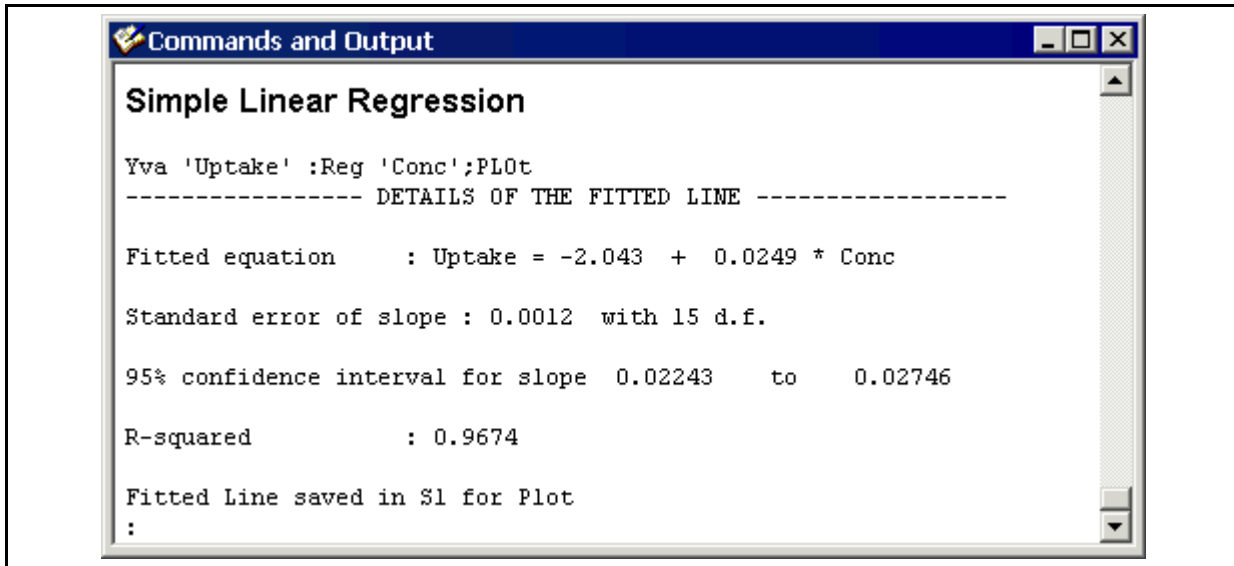 Commands and Output
Simple Linear Regression
Yva 'Uptake' :Reg 'Conc';PLOt
----------------- DETAILS OF THE FITTED LINE ------------------
Fitted equation : Uptake = -2.043 + 0.0249 * Conc
Standard error of slope : 0.0012 with 15 d.f.
95% confidence interval for slope 0.02243 to 0.02746
R-squared : 0.9674
Fitted Line saved in S1 for Plot
: